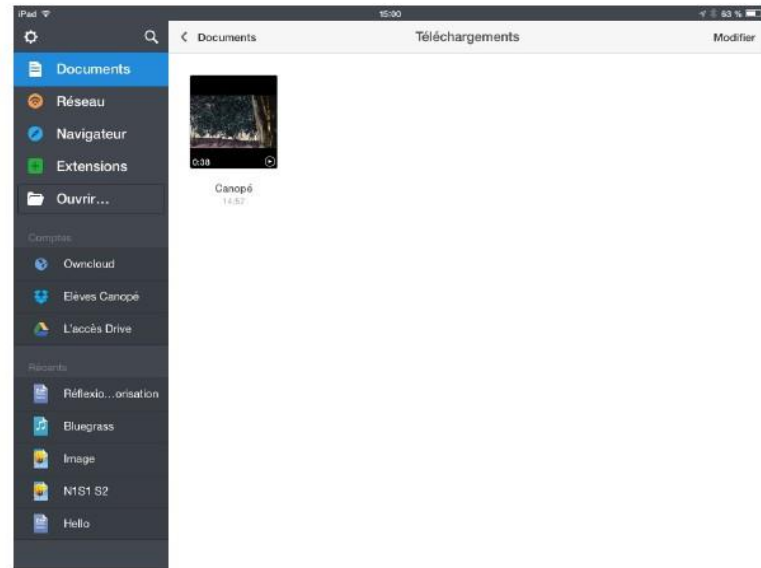 iPad
15:00
63 %
Documents
Téléchargements
Modifier
Documents
Réseau
Navigateur
Extensions
Ouvrir...
Comptes
Owncloud
Elèves Canopé
L'accès Drive
Récents
Réflexio...orisation
Bluegrass
Image
N1S1 S2
Hello
0:38
Canopé
14:52